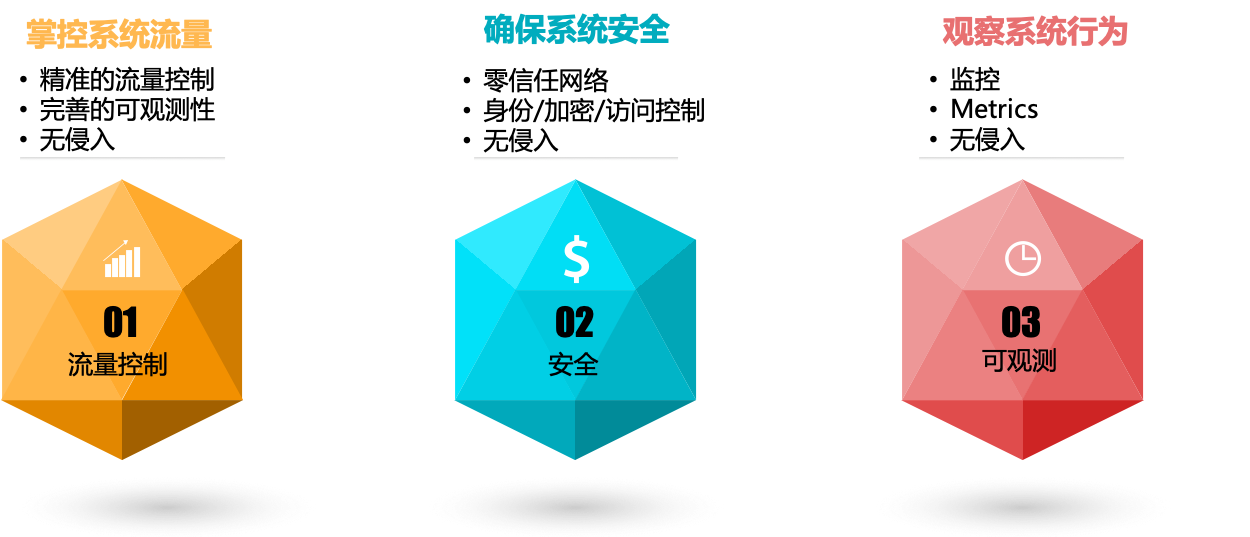 掌控系统流量
• 精准的流量控制
• 完善的可观测性
• 无侵入
01
流量控制
确保系统安全
• 零信任网络
• 身份/加密/访问控制
• 无侵入
$
02
安全
观察系统行为
• 监控
• Metrics
• 无侵入
03
可观测